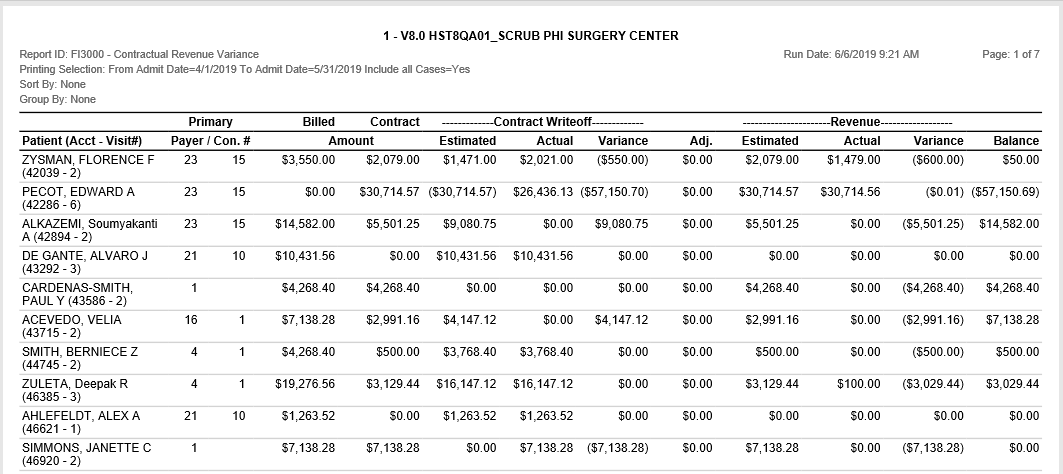 1 - V8.0 HST8QA01_SCRUB PHI SURGERY CENTER
Report ID: FI3000 - Contractual Revenue Variance Run Date: 6/6/2019 9:21 AM Page: 1 of 7
Printing Selection: From Admit Date=4/1/2019 To Admit Date=5/31/2019 Include all Cases=Yes
Sort By: None
Group By: None
Primary Billed Contract -------------Contract Writeoff------------- ----------------------Revenue------------------
Patient (Acct - Visit#) Payer / Con. # Amount Estimated Actual Variance Adj. Estimated Actual Variance Balance
ZYSMAN, FLORENCE F 23 15 $3,550.00 $2,079.00 $1,471.00 $2,021.00 ($550.00) $0.00 $2,079.00 $1,479.00 ($600.00) $50.00
(42039 - 2)
PECOT, EDWARD A 23 15 $0.00 $30,714.57 ($30,714.57) $26,436.13 ($57,150.70) $0.00 $30,714.57 $30,714.56 ($0.01) ($57,150.69)
(42286 - 6)
ALKAZEMI, Soumyakanti 23 15 $14,582.00 $5,501.25 $9,080.75 $0.00 $9,080.75 $0.00 $5,501.25 $0.00 ($5,501.25) $14,582.00
A (42894 - 2)
DE GANTE, ALVARO J 21 10 $10,431.56 $0.00 $10,431.56 $10,431.56 $0.00 $0.00 $0.00 $0.00 $0.00 $0.00
(43292 - 3)
CARDENAS-SMITH, 1 $4,268.40 $4,268.40 $0.00 $0.00 $0.00 $0.00 $4,268.40 $0.00 ($4,268.40) $4,268.40
PAUL Y (43586 - 2)
ACEVEDO, VELIA 16 1 $7,138.28 $2,991.16 $4,147.12 $0.00 $4,147.12 $0.00 $2,991.16 $0.00 ($2,991.16) $7,138.28
(43715 - 2)
SMITH, BERNIECE Z 4 1 $4,268.40 $500.00 $3,768.40 $3,768.40 $0.00 $0.00 $500.00 $0.00 ($500.00) $500.00
(44745 - 2)
ZULETA, Deepak R 4 1 $19,276.56 $3,129.44 $16,147.12 $16,147.12 $0.00 $0.00 $3,129.44 $100.00 ($3,029.44) $3,029.44
(46385 - 3)
AHLEFELDT, ALEX A 21 10 $1,263.52 $0.00 $1,263.52 $1,263.52 $0.00 $0.00 $0.00 $0.00 $0.00 $0.00
(46621 - 1)
SIMMONS, JANETTE C 1 $7,138.28 $7,138.28 $0.00 $7,138.28 ($7,138.28) $0.00 $7,138.28 $0.00 ($7,138.28) $0.00
(46920 - 2)